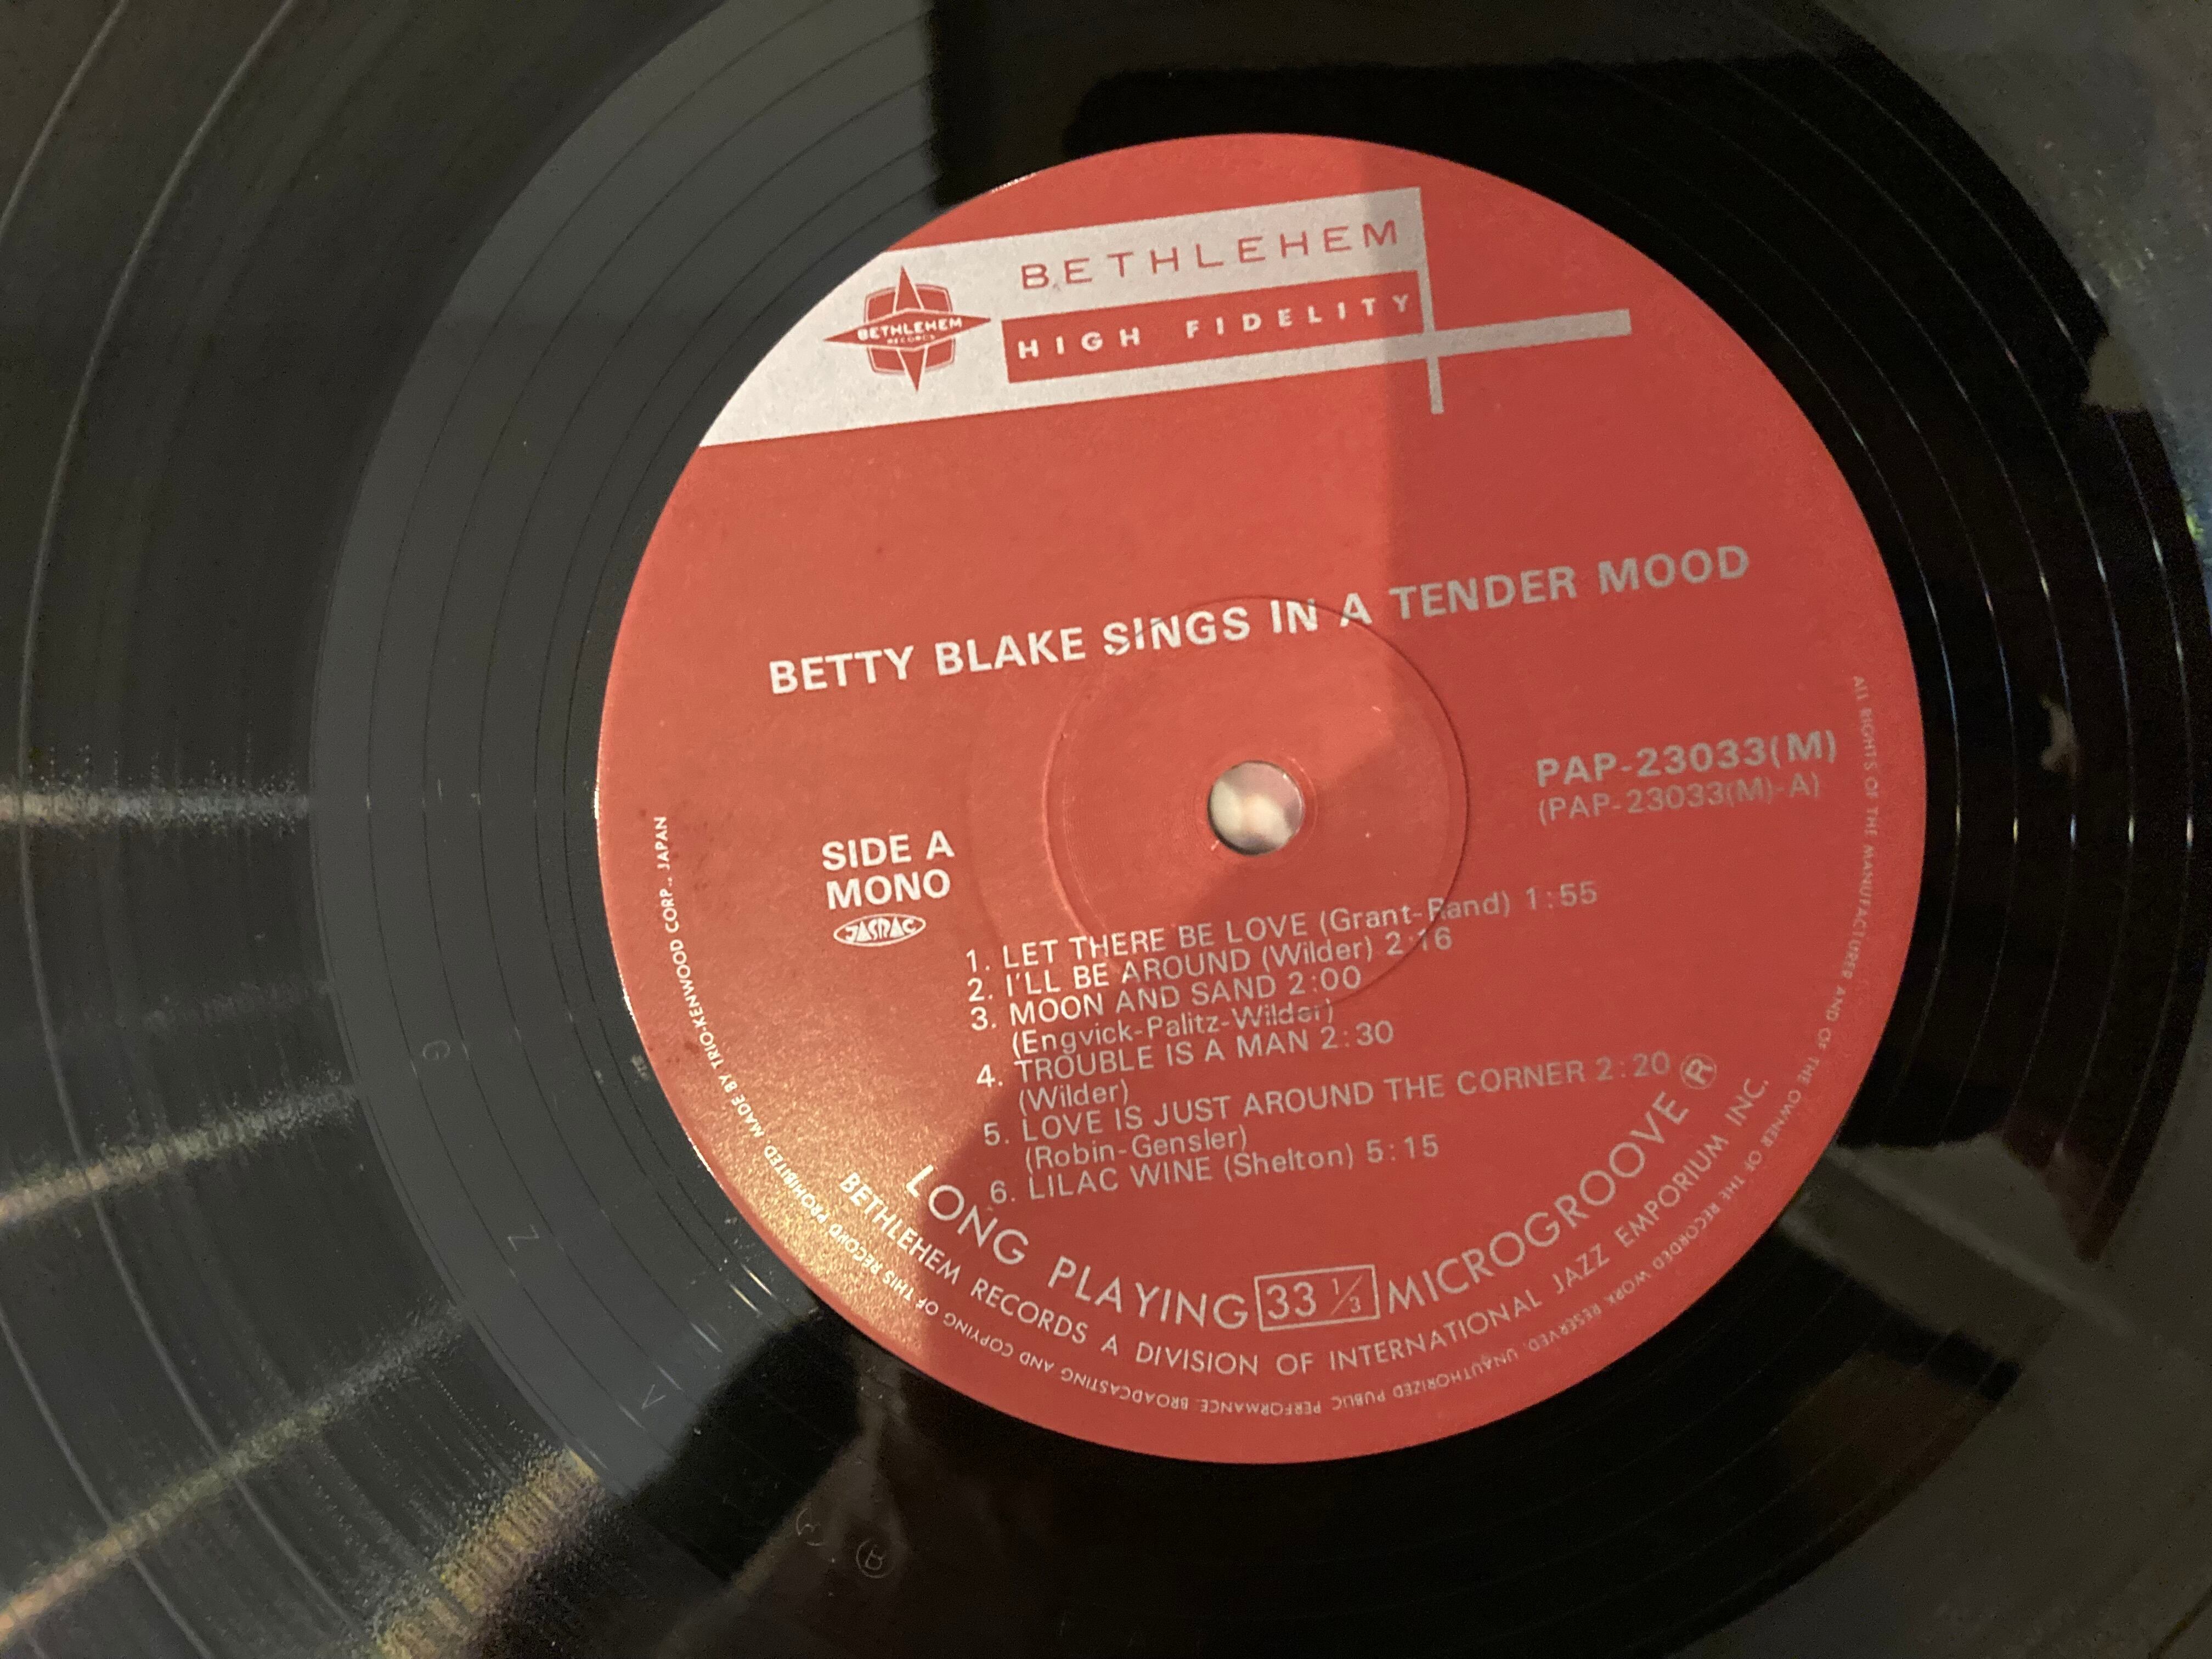 BETHLEHEM
HIGH FIDELITY
BETHLEHEM
RECORDS
BETTY BLAKE SINGS IN A TENDER MOOD
PAP-23033(M)
(PAP-23033(M)-A)
SIDE A
MONO
JASRAC
1. LET THERE BE LOVE (Grant-Rand) 1:55
2. I'LL BE AROUND (Wilder) 2:16
3. MOON AND SAND 2:00
(Engvick-Palitz-Wilder)
4. TROUBLE IS A MAN 2:30
(Wilder)
5. LOVE IS JUST AROUND THE CORNER 2:20
(Robin-Gensler)
6. LILAC WINE (Shelton) 5:15
LONG PLAYING 33 1/3 MICROGROOVE ®
BETHLEHEM RECORDS A DIVISION OF INTERNATIONAL JAZZ EMPORIUM INC.
ALL RIGHTS OF THE MANUFACTURER AND OF THE OWNER OF THE RECORDED WORK RESERVED. UNAUTHORIZED PUBLIC PERFORMANCE. BROADCASTING AND COPYING OF THIS RECORD PROHIBITED MADE BY TRIO-KENWOOD CORP., JAPAN